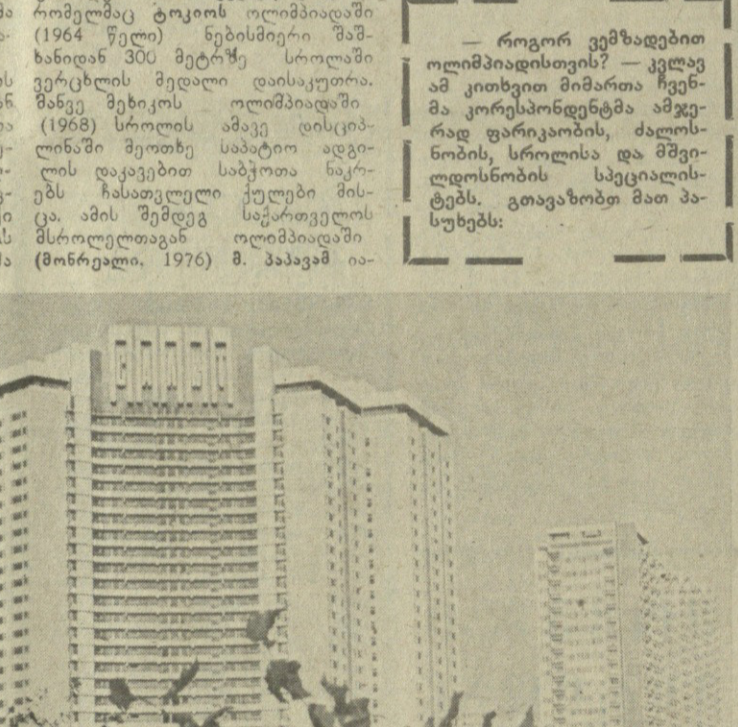 რომელმაც ტოკიოს ოლიმპიადაში
(1964 წელი) ნებისმიერი შაშ-
ხანიდან 300 მეტრზე სროლაში
ვერცხლის მედალი დაისაკუთრა.
მანვე მეხიკოს ოლიმპიადაში
(1968) სროლის ამავე დისციპ-
ლინაში მეოთხე საპატიო ადგი-
ლის დაკავებით საბჭოთა ნაკრ-
ებს ჩასათვლელი ქულები მის-
ცა. ამის შემდეგ საქართველოს
მსროლელთაგან ოლიმპიადაში
(მონრეალი, 1976) მ. პაპავამ ია-
— როგორ ვემზადებით
ოლიმპიადისთვის? — კვლავ
ამ კითხვით მიმართა ჩვენ-
მა კორესპონდენტმა ამჯე-
რად ფარიკაობის, ძალოს-
ნობის, სროლისა და მშვი-
ლდოსნობის სპეციალის-
ტებს. გთავაზობთ მათ პა-
სუხებს: